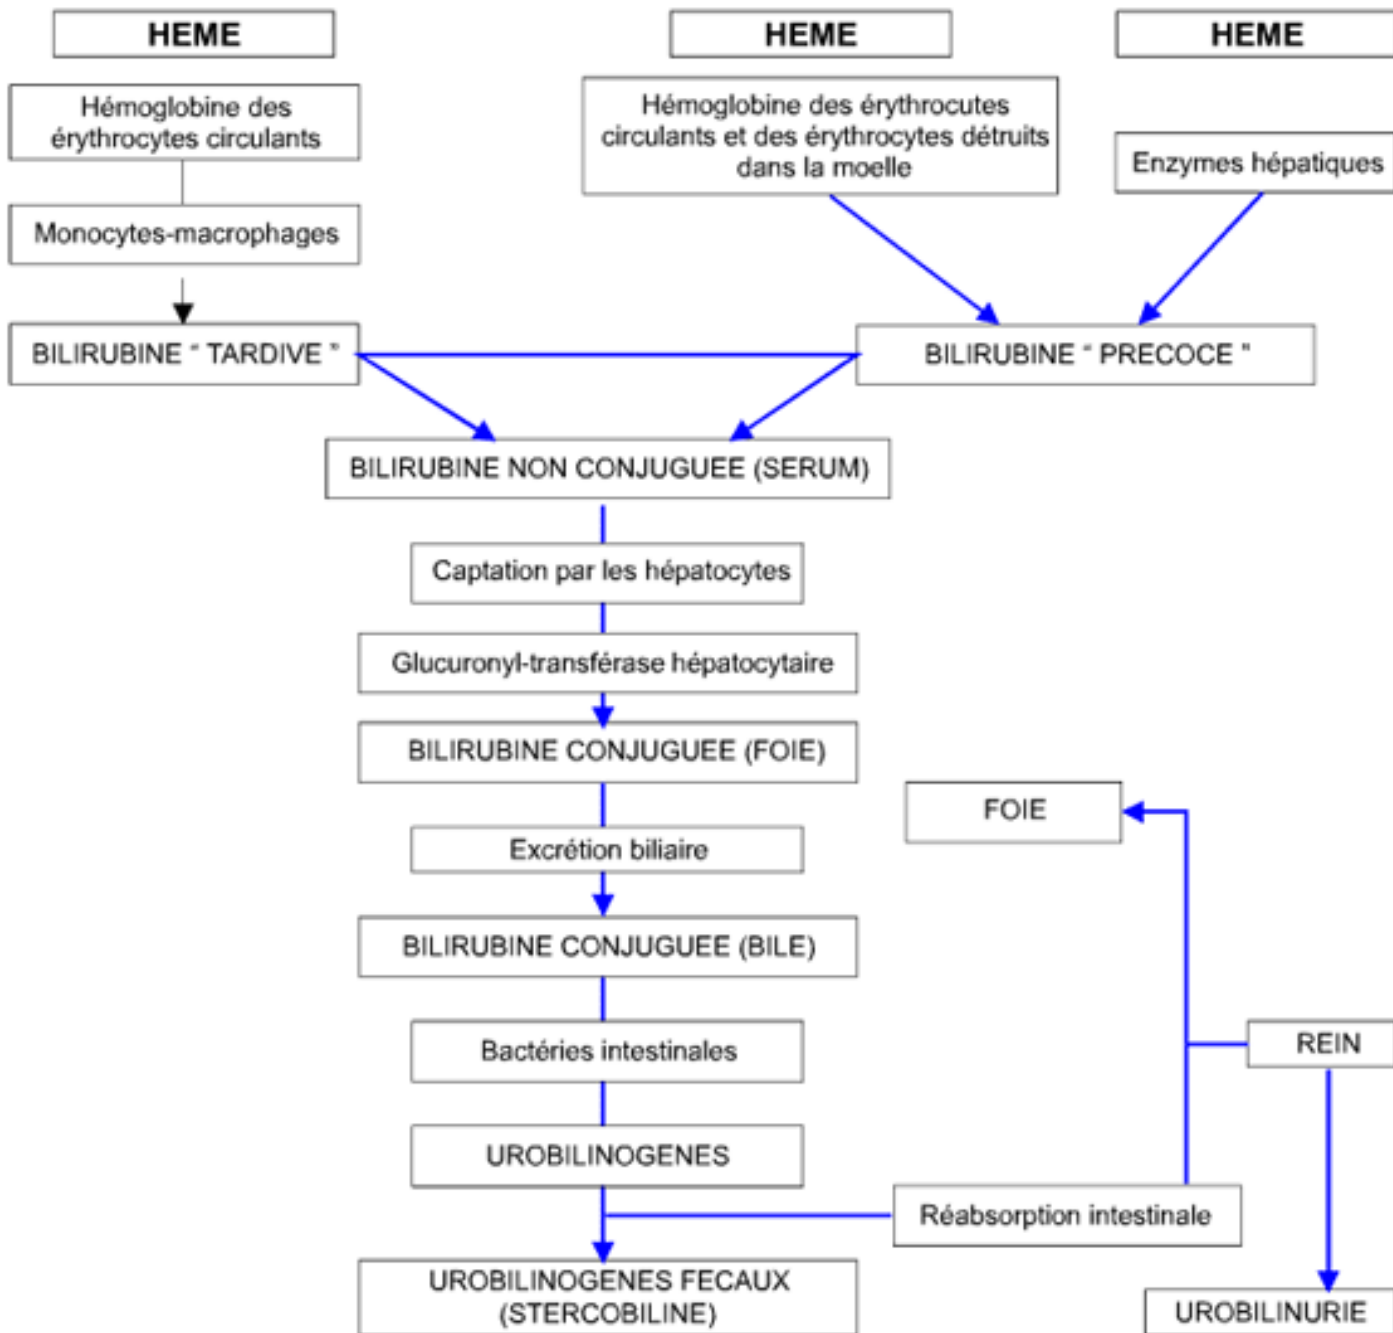 HEME
HEME
HEME
Hémoglobine des
érythrocytes circulants
Hémoglobine des érythrocutes
circulants et des érythrocytes détruits
dans la moelle
Enzymes hépatiques
Monocytes-macrophages
BILIRUBINE “ TARDIVE ”
BILIRUBINE “ PRECOCE ”
BILIRUBINE NON CONJUGUEE (SERUM)
Captation par les hépatocytes
Glucuronyl-transférase hépatocytaire
BILIRUBINE CONJUGUEE (FOIE)
FOIE
Excrétion biliaire
BILIRUBINE CONJUGUEE (BILE)
Bactéries intestinales
REIN
UROBILINOGENES
Réabsorption intestinale
UROBILINOGENES FECAUX
(STERCOBILINE)
UROBILINURIE